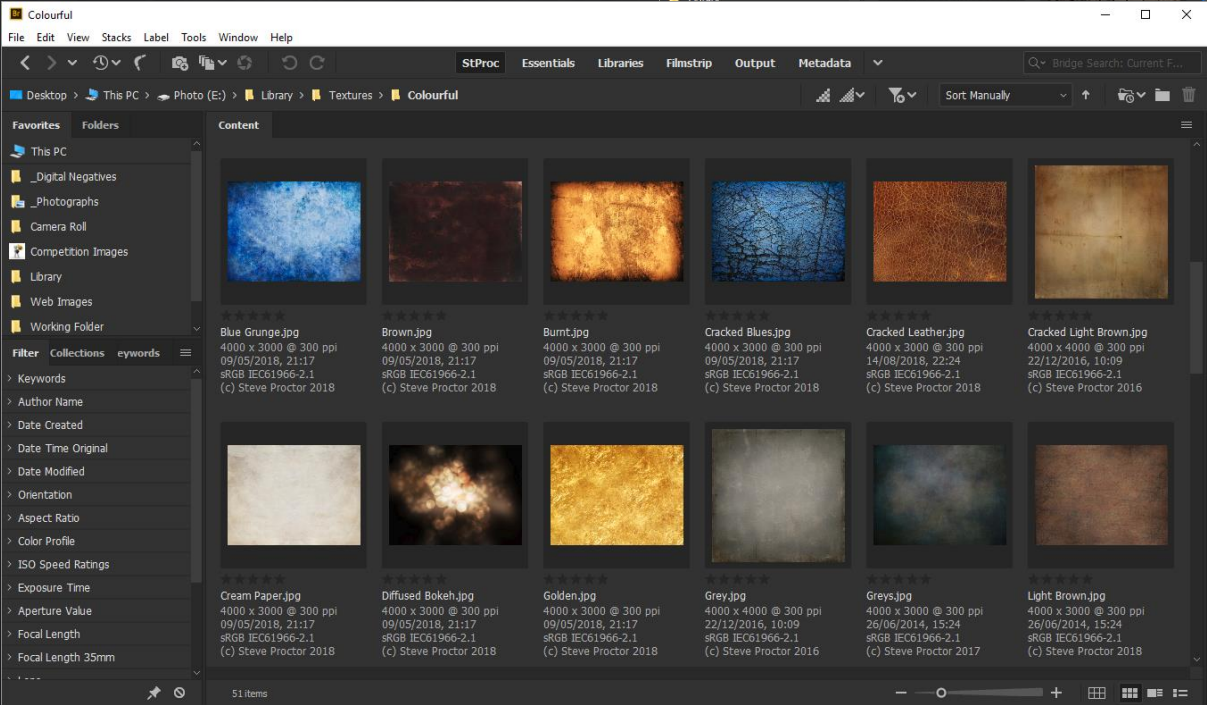 Br Colourful
File Edit View Stacks Label Tools Window Help
StProc Essentials Libraries Filmstrip Output Metadata
Bridge Search: Current F...
Desktop > This PC > Photo (E:) > Library > Textures > Colourful
Sort Manually
Favorites Folders
Content
This PC
_Digital Negatives
_Photographs
Camera Roll
Competition Images
Library
Web Images
Working Folder
Filter Collections eywords
Keywords
Author Name
Date Created
Date Time Original
Date Modified
Orientation
Aspect Ratio
Color Profile
ISO Speed Ratings
Exposure Time
Aperture Value
Focal Length
Focal Length 35mm
Blue Grunge.jpg
4000 x 3000 @ 300 ppi
09/05/2018, 21:17
sRGB IEC61966-2.1
(c) Steve Proctor 2018
Brown.jpg
4000 x 3000 @ 300 ppi
09/05/2018, 21:17
sRGB IEC61966-2.1
(c) Steve Proctor 2018
Burnt.jpg
4000 x 3000 @ 300 ppi
09/05/2018, 21:17
sRGB IEC61966-2.1
(c) Steve Proctor 2018
Cracked Blues.jpg
4000 x 3000 @ 300 ppi
09/05/2018, 21:17
sRGB IEC61966-2.1
(c) Steve Proctor 2018
Cracked Leather.jpg
4000 x 3000 @ 300 ppi
14/08/2018, 22:24
sRGB IEC61966-2.1
(c) Steve Proctor 2018
Cracked Light Brown.jpg
4000 x 4000 @ 300 ppi
22/12/2016, 10:09
sRGB IEC61966-2.1
(c) Steve Proctor 2016
Cream Paper.jpg
4000 x 3000 @ 300 ppi
09/05/2018, 21:17
sRGB IEC61966-2.1
(c) Steve Proctor 2018
Diffused Bokeh.jpg
4000 x 3000 @ 300 ppi
09/05/2018, 21:17
sRGB IEC61966-2.1
(c) Steve Proctor 2018
Golden.jpg
4000 x 3000 @ 300 ppi
09/05/2018, 21:17
sRGB IEC61966-2.1
(c) Steve Proctor 2018
Grey.jpg
4000 x 4000 @ 300 ppi
22/12/2016, 10:09
sRGB IEC61966-2.1
(c) Steve Proctor 2016
Greys.jpg
4000 x 3000 @ 300 ppi
26/06/2014, 15:24
sRGB IEC61966-2.1
(c) Steve Proctor 2017
Light Brown.jpg
4000 x 3000 @ 300 ppi
26/06/2014, 15:24
sRGB IEC61966-2.1
(c) Steve Proctor 2018
51 items